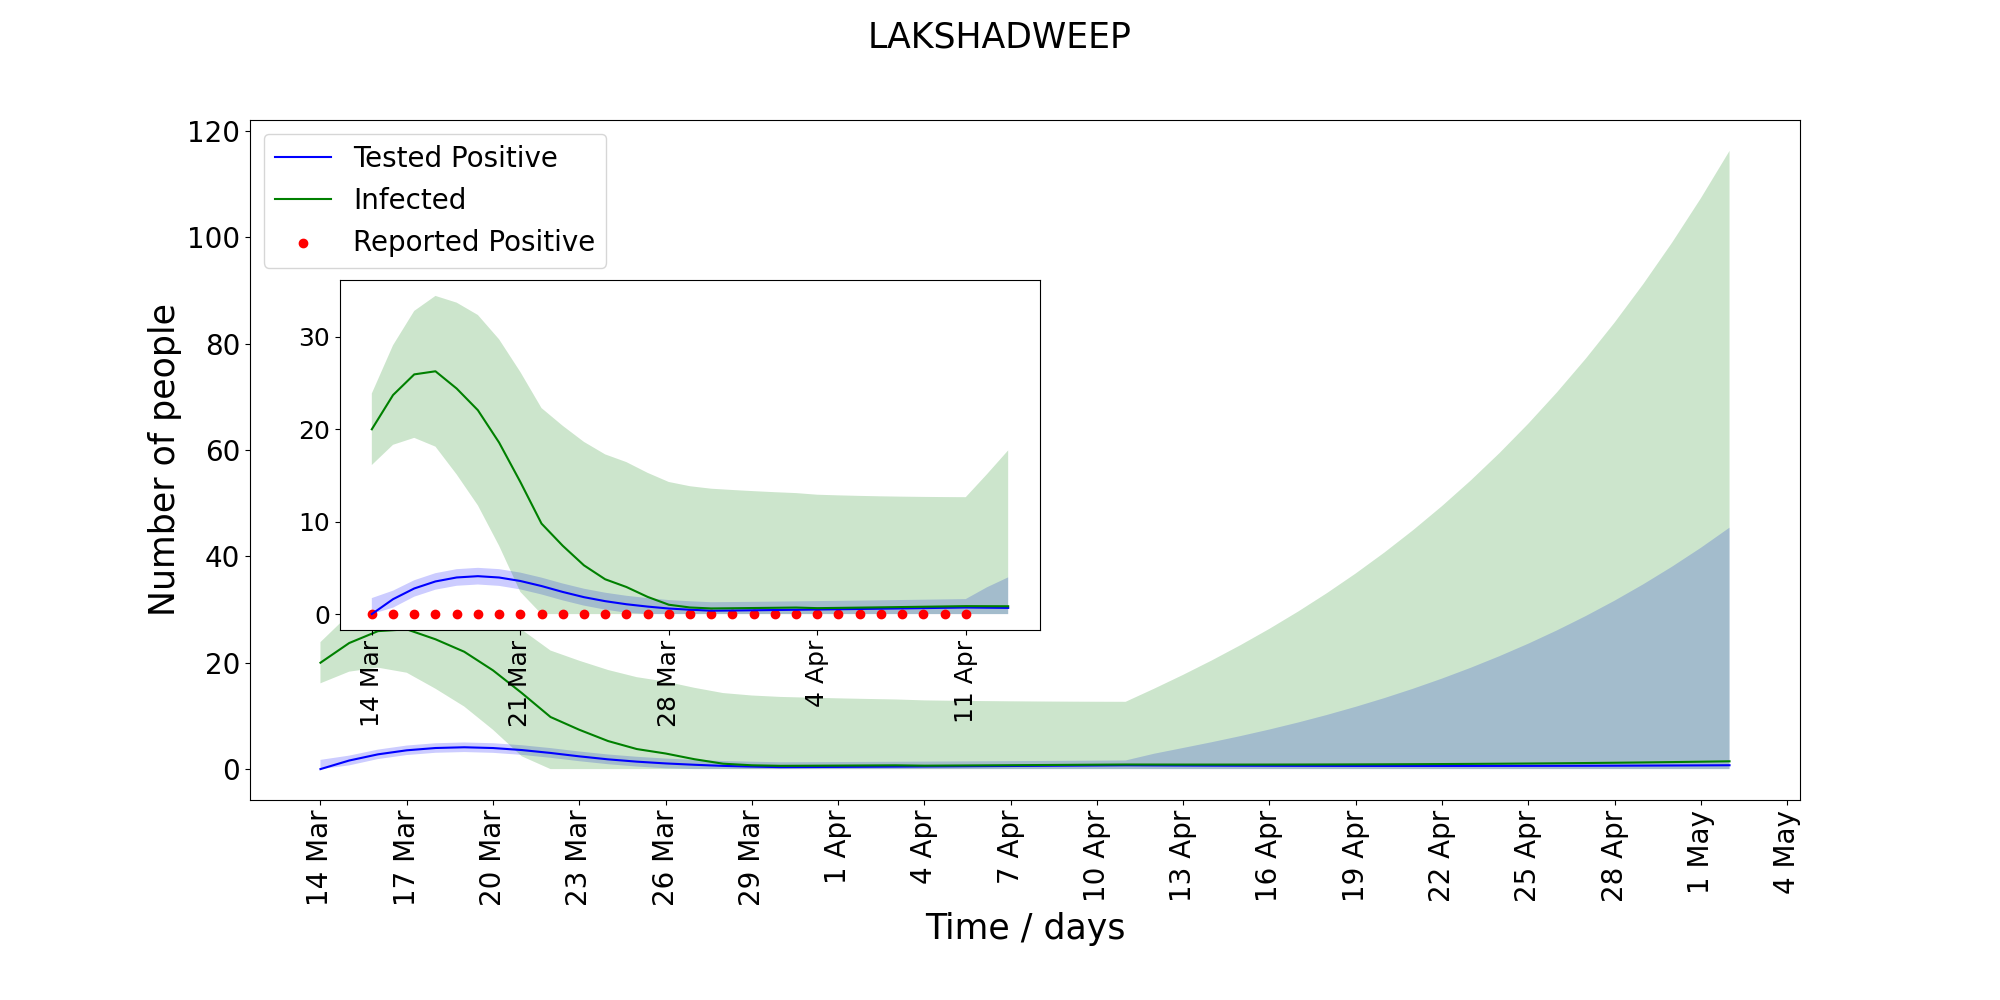 LAKSHADWEEP
120
100
80
60
40
20
0
Number of people
Tested Positive
Infected
Reported Positive
30
20
10
0
14 Mar
21 Mar
28 Mar
4 Apr
11 Apr
14 Mar
17 Mar
20 Mar
23 Mar
26 Mar
29 Mar
1 Apr
4 Apr
7 Apr
10 Apr
13 Apr
16 Apr
19 Apr
22 Apr
25 Apr
28 Apr
1 May
4 May
Time / days